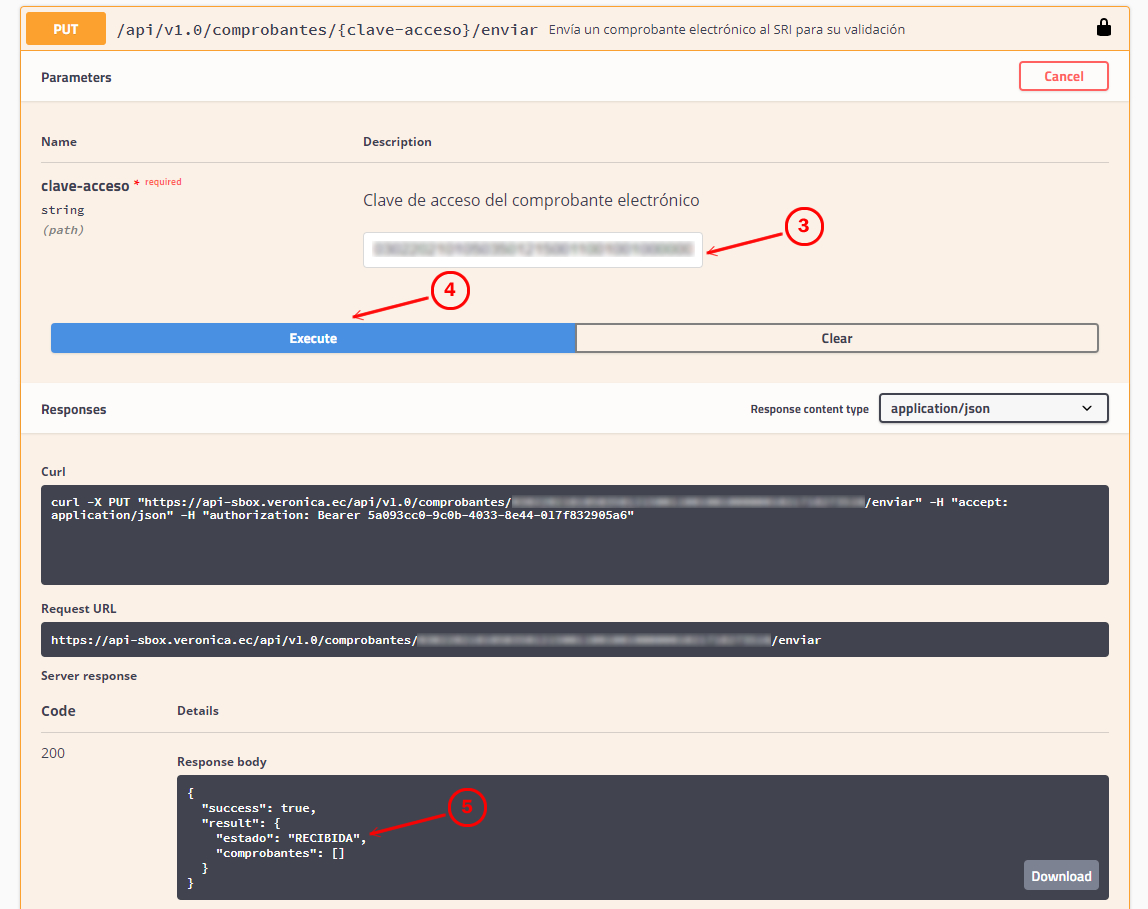 PUT /api/v1.0/comprobantes/{clave-acceso}/enviar Envía un comprobante electrónico al SRI para su validación
Parameters
Cancel
Name Description
clave-acceso * required
string
(path)
Clave de acceso del comprobante electrónico
3
4
Execute Clear
Responses Response content type application/json
Curl
curl -X PUT "https://api-sbox.veronica.ec/api/v1.0/comprobantes/ /enviar" -H "accept:
application/json" -H "authorization: Bearer 5a093cc0-9c0b-4033-8e44-017f832905a6"
Request URL
https://api-sbox.veronica.ec/api/v1.0/comprobantes/ /enviar
Server response
Code Details
200
Response body
{
"success": true,
"result": {
"estado": "RECIBIDA",
"comprobantes": []
}
}
5
Download